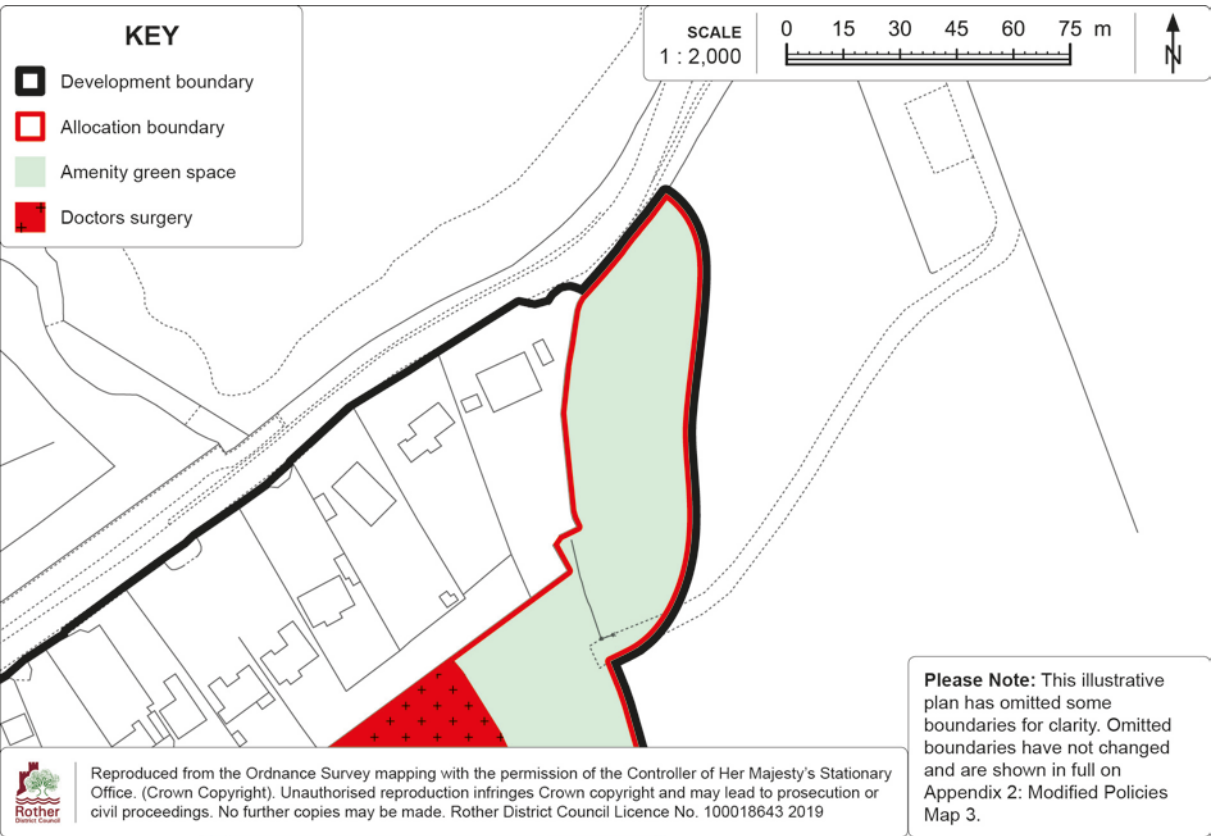 KEY
Development boundary
Allocation boundary
Amenity green space
Doctors surgery
SCALE
1 : 2,000
0 15 30 45 60 75 m
N
Please Note: This illustrative
plan has omitted some
boundaries for clarity. Omitted
boundaries have not changed
and are shown in full on
Appendix 2: Modified Policies
Map 3.
Rother
District Council
Reproduced from the Ordnance Survey mapping with the permission of the Controller of Her Majesty's Stationary
Office. (Crown Copyright). Unauthorised reproduction infringes Crown copyright and may lead to prosecution or
civil proceedings. No further copies may be made. Rother District Council Licence No. 100018643 2019